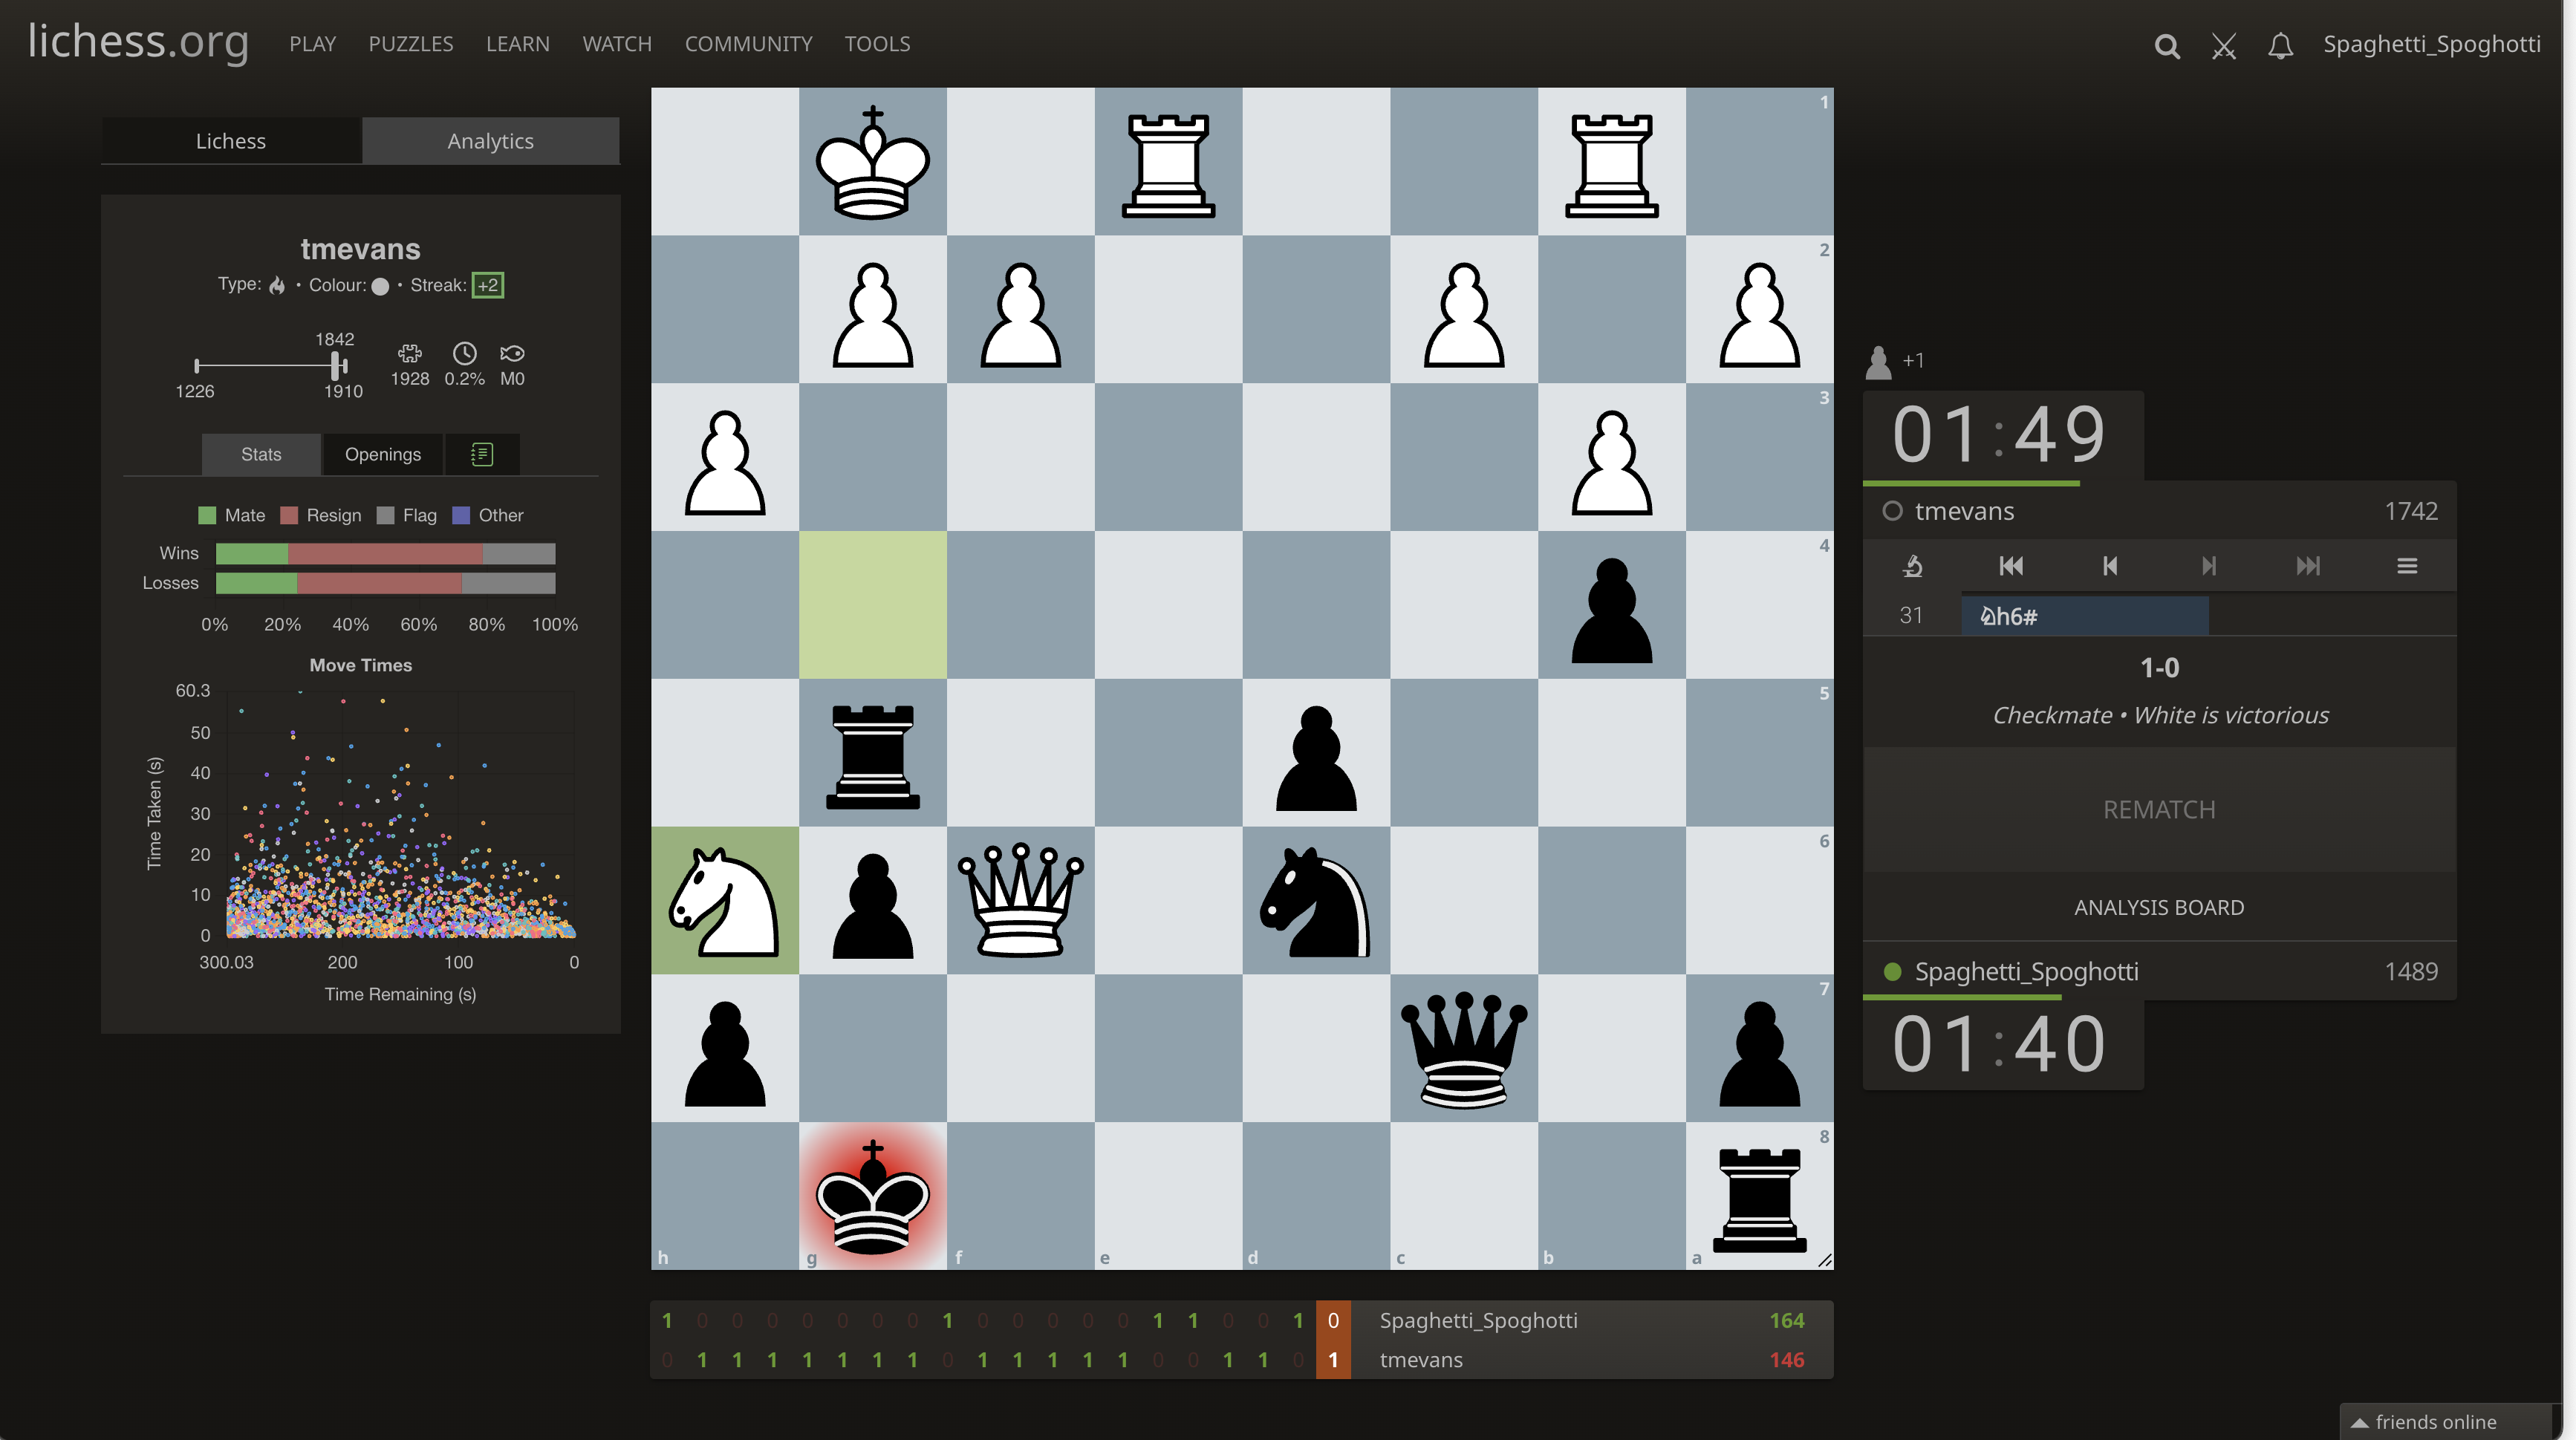 lichess.org PLAY PUZZLES LEARN WATCH COMMUNITY TOOLS Spaghetti_Spoghotti
Lichess Analytics
tmevans
Type: • Colour: • Streak: +2
1842
1226 1910
1928 0.2% M0
Stats Openings
Mate Resign Flag Other
Wins
Losses
0% 20% 40% 60% 80% 100%
Move Times
Time Taken (s)
60.3
50
40
30
20
10
0
300.03 200 100 0
Time Remaining (s)
1
2
3
4
5
6
7
8
h g f e d c b a
1 0 0 0 0 0 0 0 1 0 0 0 0 0 1 1 0 0 1 0 Spaghetti_Spoghotti 164
0 1 1 1 1 1 1 1 0 1 1 1 1 1 0 0 1 1 0 1 tmevans 146
+1
01:49
tmevans 1742
31 ♘h6#
1-0
Checkmate • White is victorious
REMATCH
ANALYSIS BOARD
Spaghetti_Spoghotti 1489
01:40
friends online